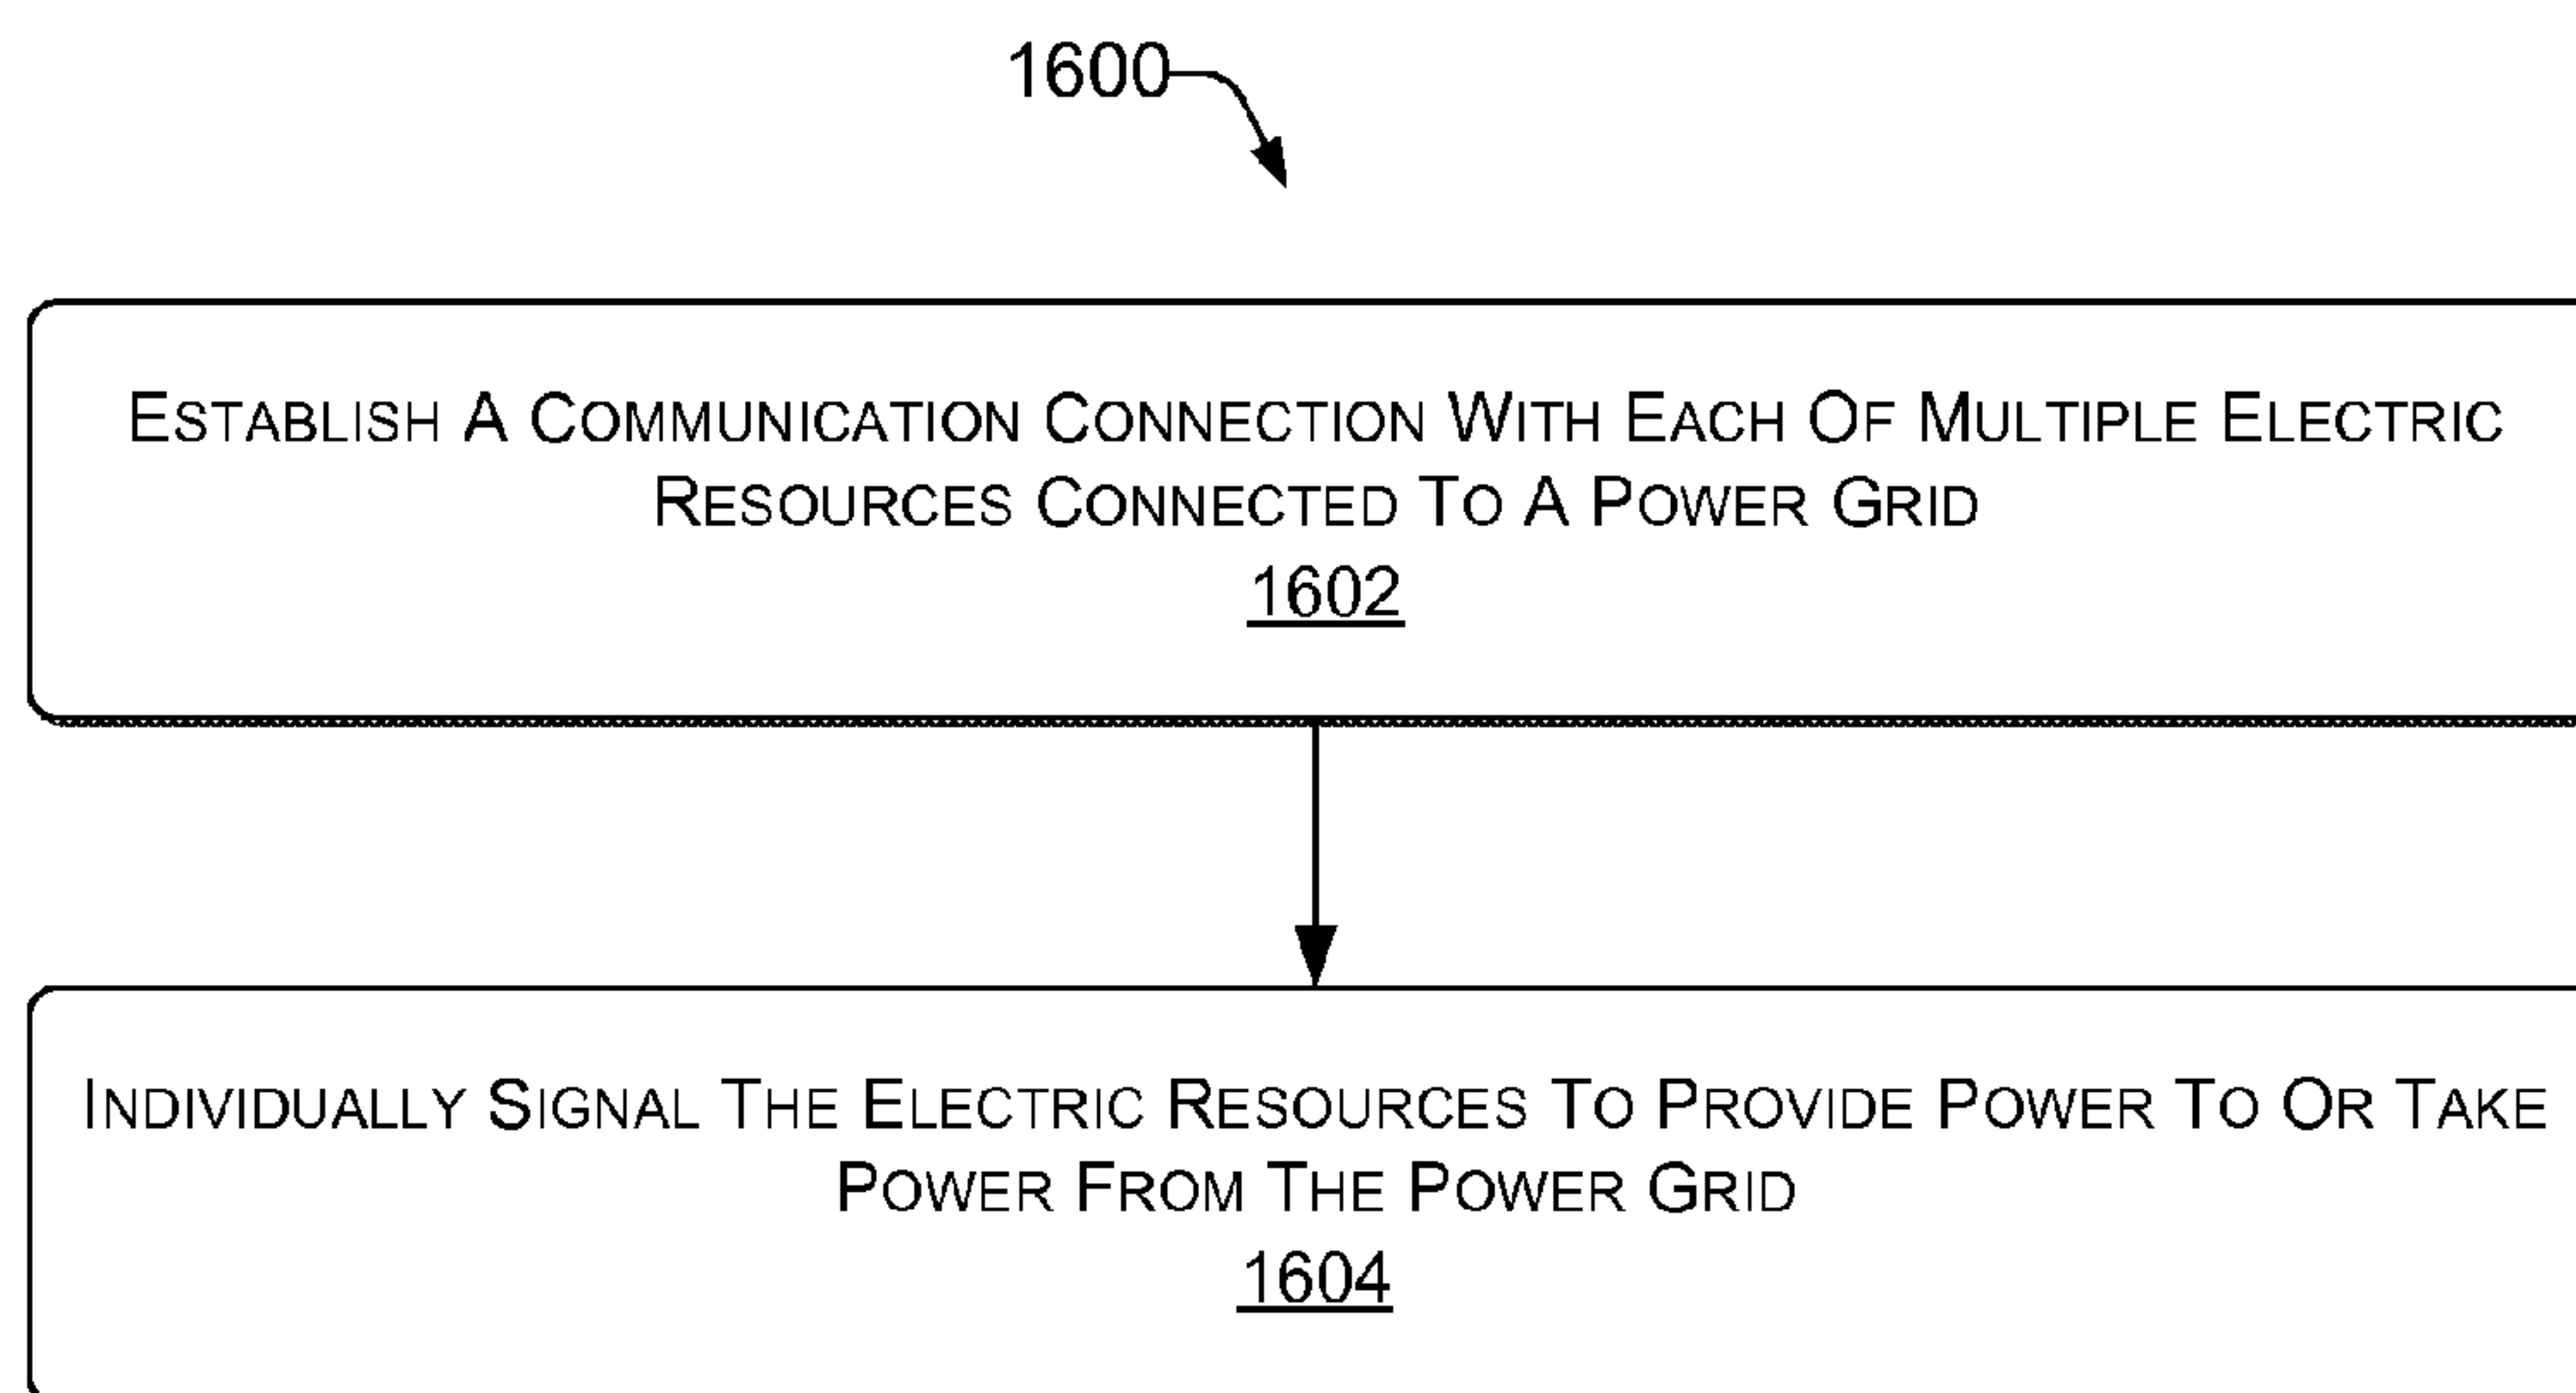 1600
ESTABLISH A COMMUNICATION CONNECTION WITH EACH OF MULTIPLE ELECTRIC
RESOURCES CONNECTED TO A POWER GRID
1602
INDIVIDUALLY SIGNAL THE ELECTRIC RESOURCES TO PROVIDE POWER TO OR TAKE
POWER FROM THE POWER GRID
1604